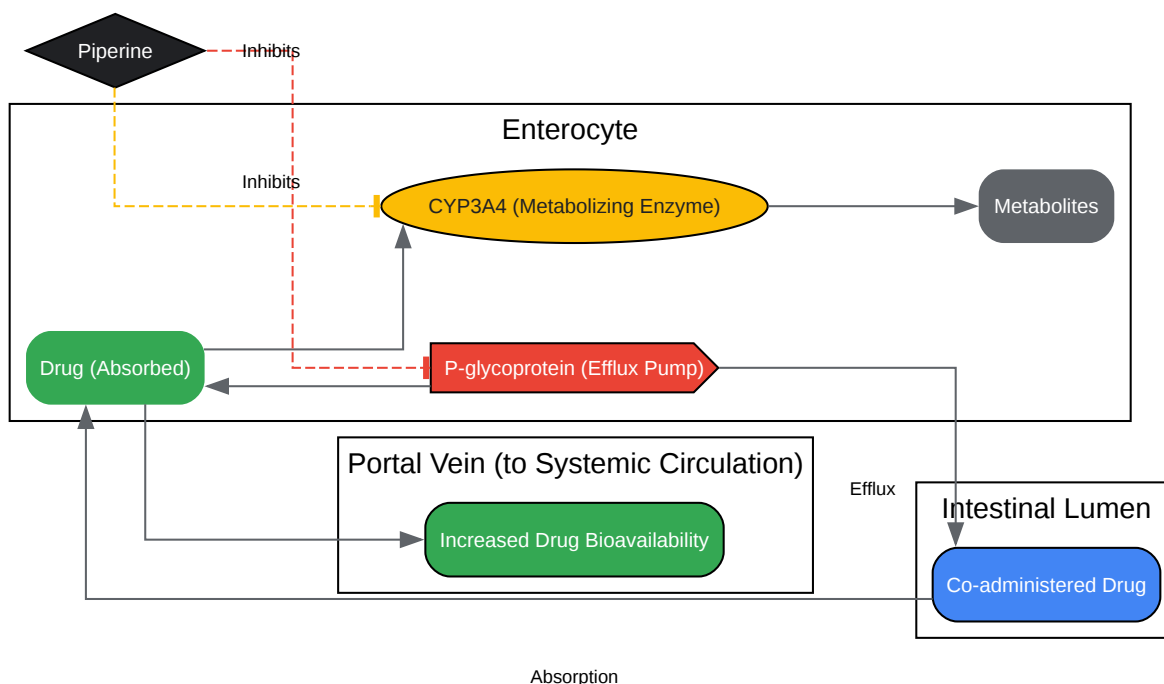 Piperine
Inhibits
Enterocyte
Inhibits
CYP3A4 (Metabolizing Enzyme)
Metabolites
Drug (Absorbed)
P-glycoprotein (Efflux Pump)
Portal Vein (to Systemic Circulation)
Efflux
Intestinal Lumen
Increased Drug Bioavailability
Co-administered Drug
Absorption